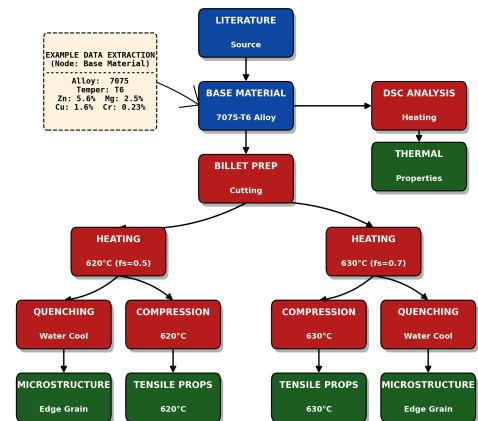 LITERATURE
Source
EXAMPLE DATA EXTRACTION
(Node: Base Material)
Alloy: 7075
Temper: T6
Zn: 5.6% Mg: 2.5%
Cu: 1.6% Cr: 0.23%
BASE MATERIAL
7075-T6 Alloy
DSC ANALYSIS
Heating
THERMAL
Properties
BILLET PREP
Cutting
HEATING
620°C (fs=0.5)
HEATING
630°C (fs=0.7)
QUENCHING
Water Cool
COMPRESSION
620°C
COMPRESSION
630°C
QUENCHING
Water Cool
MICROSTRUCTURE
Edge Grain
TENSILE PROPS
620°C
TENSILE PROPS
630°C
MICROSTRUCTURE
Edge Grain